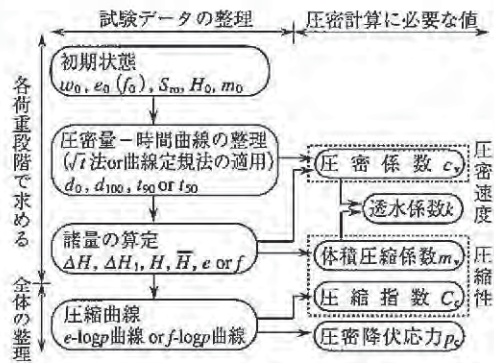 試験データの整理
圧密計算に必要な値
各荷重段階で求める
全体の整理
初期状態
w₀, e₀ (f₀), Sᵣ₀, H₀, m₀
圧密量－時間曲線の整理
(√t 法or曲線定規法の適用)
d₀, d₁₀₀, t₉₀ or t₅₀
諸量の算定
ΔH, ΔH₁, H, H̅, e or f
圧縮曲線
e-logp曲線 or f-logp曲線
圧密係数 cᵥ
透水係数k
体積圧縮係数 mᵥ
圧縮指数 C꜀
圧密降伏応力 p꜀
圧密速度
圧縮性